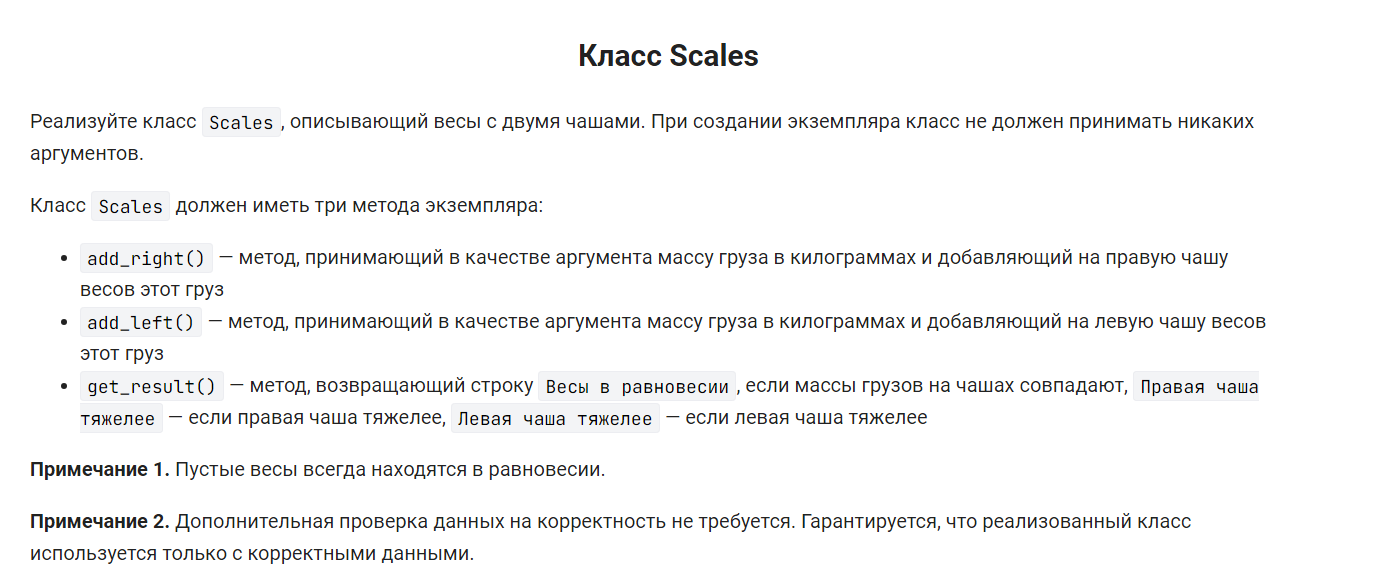 Класс Scales
Реализуйте класс Scales, описывающий весы с двумя чашами. При создании экземпляра класс не должен принимать никаких
аргументов.
Класс Scales должен иметь три метода экземпляра:
• add_right() — метод, принимающий в качестве аргумента массу груза в килограммах и добавляющий на правую чашу
весов этот груз
• add_left() — метод, принимающий в качестве аргумента массу груза в килограммах и добавляющий на левую чашу весов
этот груз
• get_result() — метод, возвращающий строку Весы в равновесии, если массы грузов на чашах совпадают, Правая чаша
тяжелее — если правая чаша тяжелее, Левая чаша тяжелее — если левая чаша тяжелее
Примечание 1. Пустые весы всегда находятся в равновесии.
Примечание 2. Дополнительная проверка данных на корректность не требуется. Гарантируется, что реализованный класс
используется только с корректными данными.